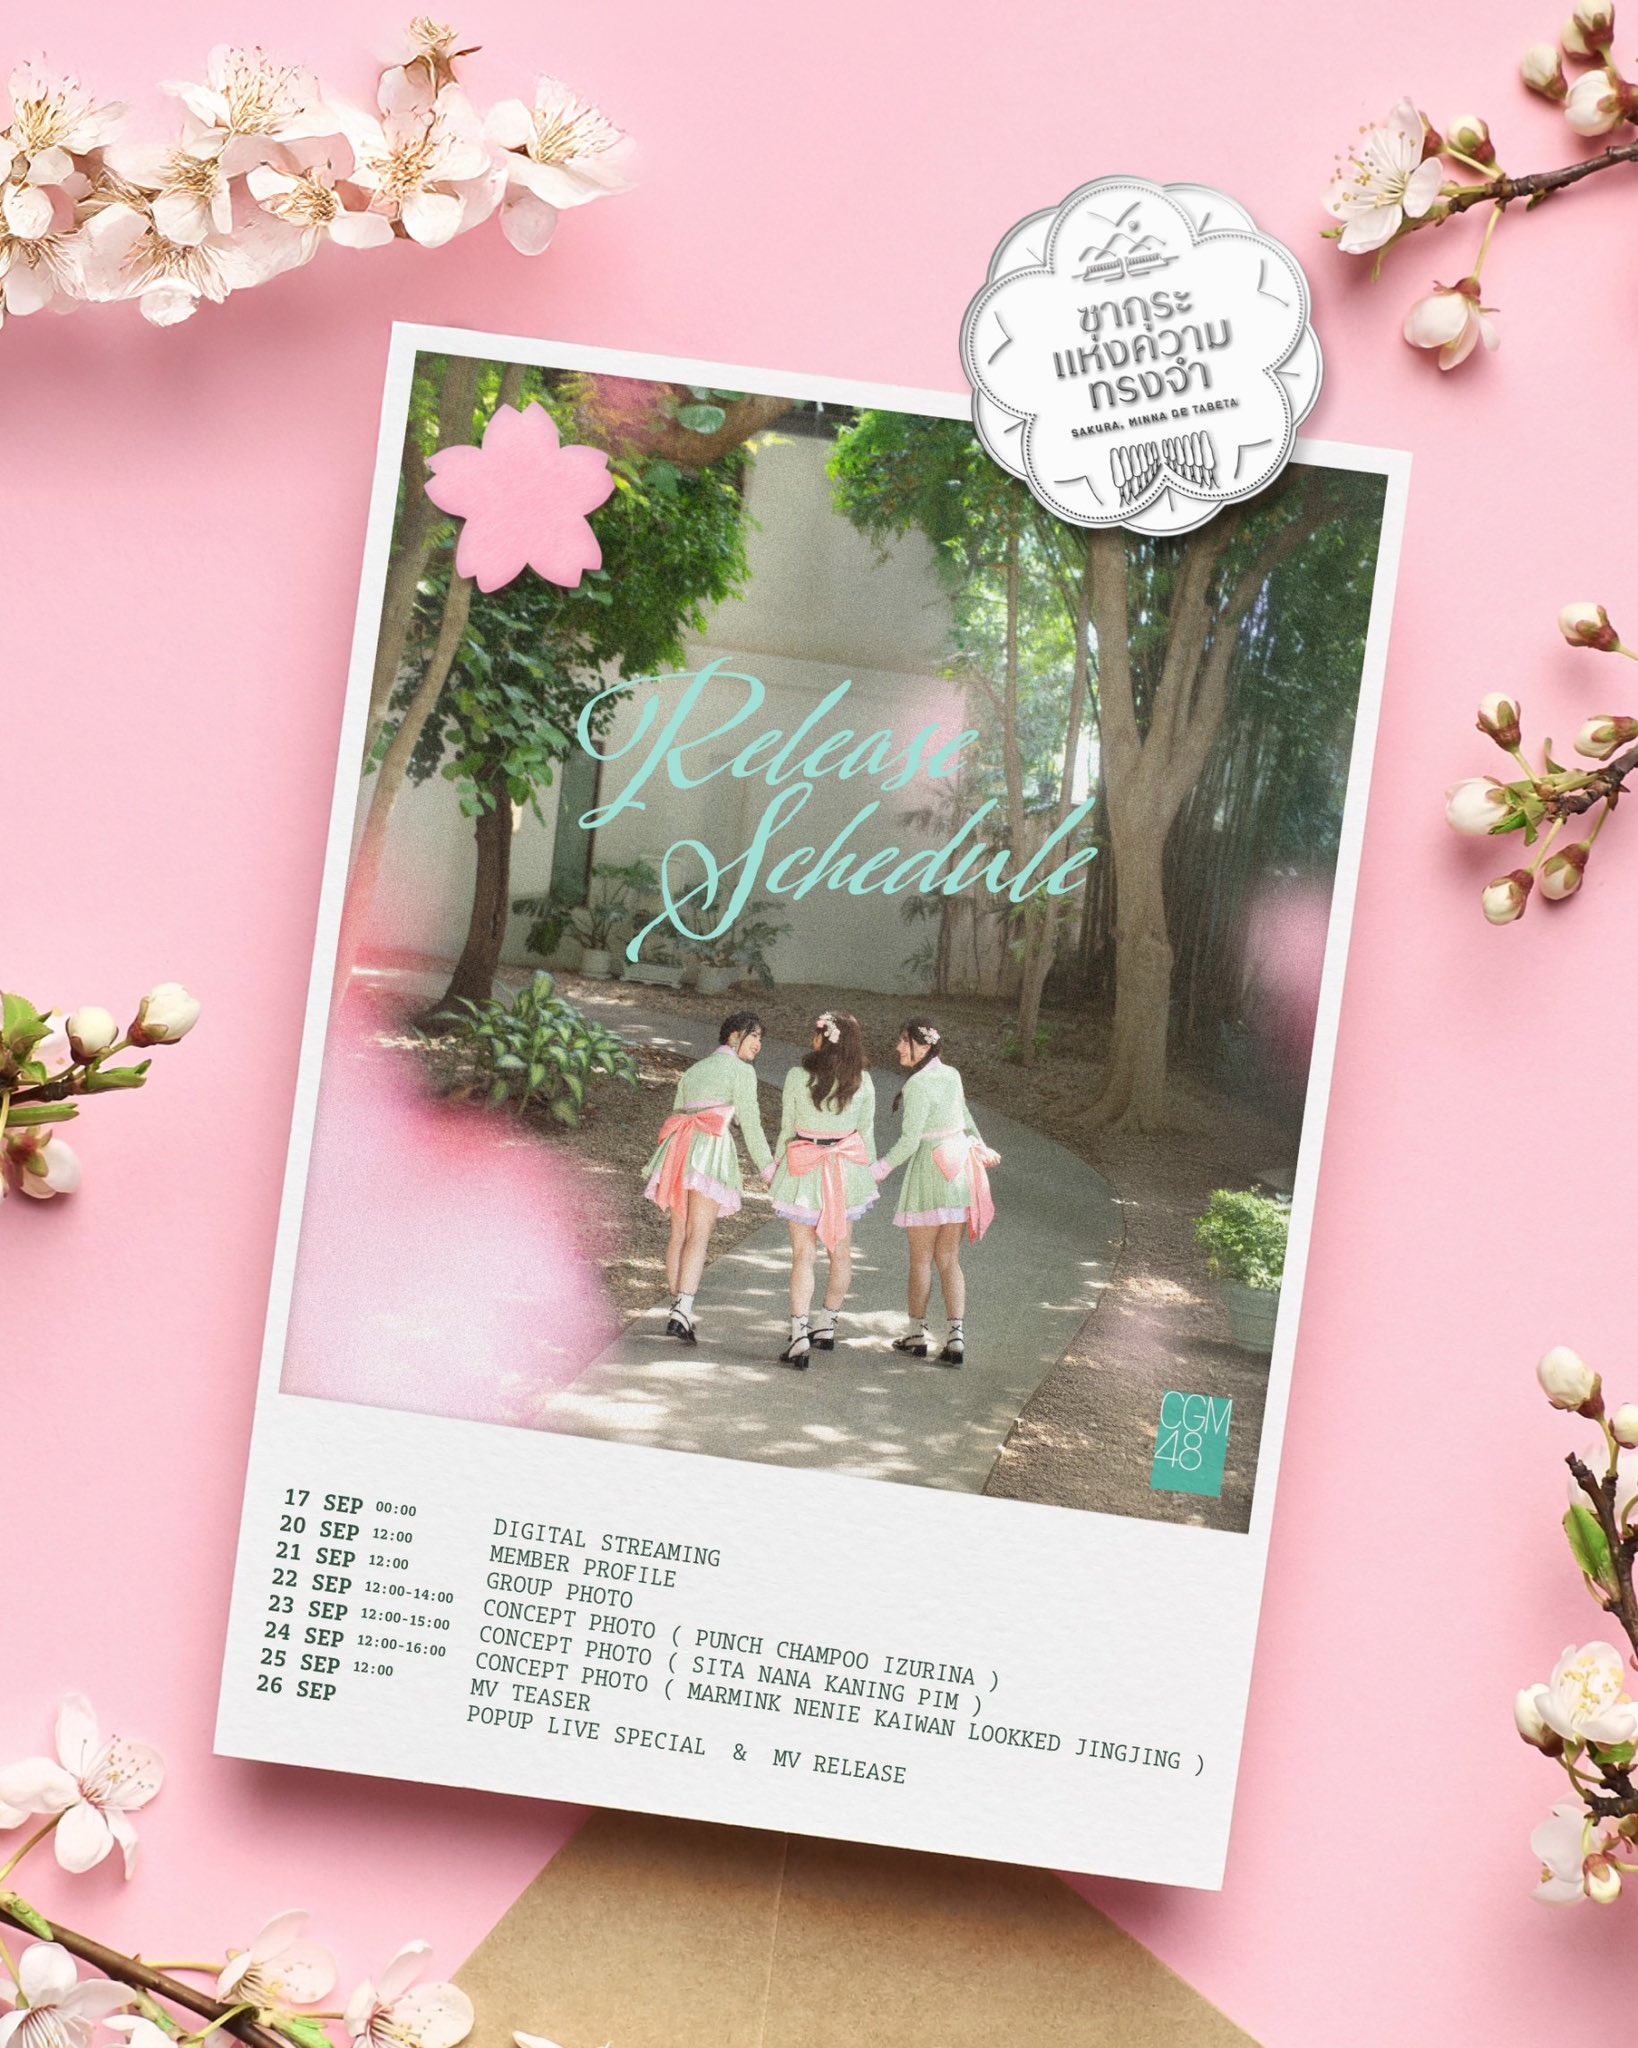 ซากุระ
แห่งความ
ทรงจำ
SAKURA, MINNA DE TABETA
Release
Schedule
CGM
48
17 SEP 00:00 DIGITAL STREAMING
20 SEP 12:00 MEMBER PROFILE
21 SEP 12:00 GROUP PHOTO
22 SEP 12:00-14:00 CONCEPT PHOTO ( PUNCH CHAMPOO IZURINA )
23 SEP 12:00-15:00 CONCEPT PHOTO ( SITA NANA KANING PIM )
24 SEP 12:00-16:00 CONCEPT PHOTO ( MARMINK NENIE KAIWAN LOOKKED JINGJING )
25 SEP 12:00 MV TEASER
26 SEP POPUP LIVE SPECIAL & MV RELEASE